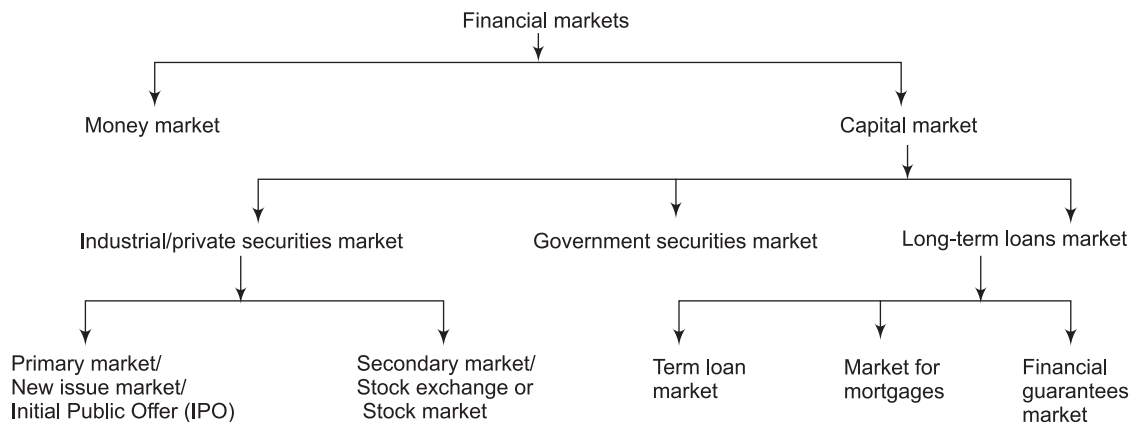 Financial markets
Money market
Capital market
Industrial/private securities market
Government securities market
Long-term loans market
Primary market/
New issue market/
Initial Public Offer (IPO)
Secondary market/
Stock exchange or
Stock market
Term loan
market
Market for
mortgages
Financial
guarantees
market